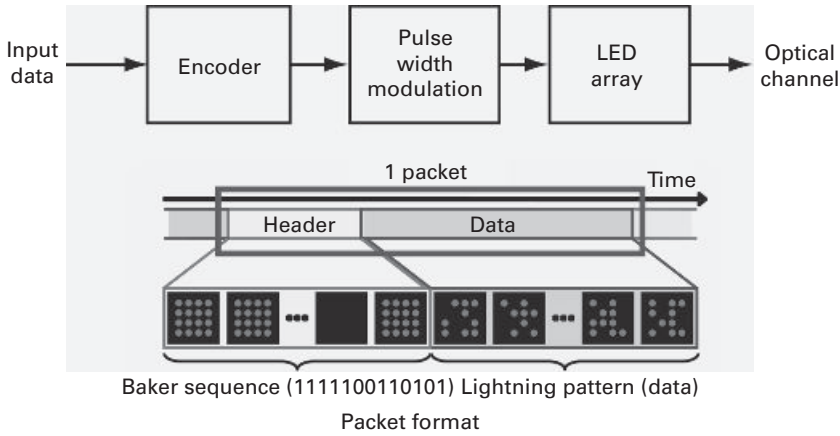 Input
data
Encoder
Pulse
width
modulation
LED
array
Optical
channel
1 packet
Time
Header
Data
Baker sequence (1111100110101) Lightning pattern (data)
Packet format